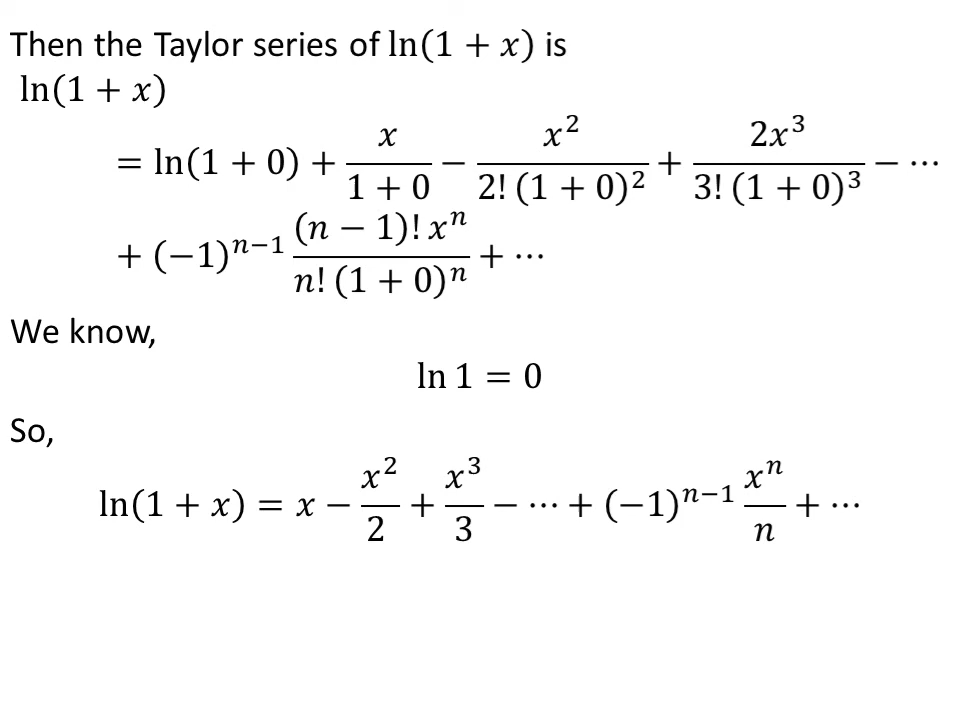 Then the Taylor series of ln(1 + x) is
ln(1 + x)
= ln(1 + 0) + x/(1 + 0) − x²/(2! (1 + 0)²) + 2x³/(3! (1 + 0)³) − ⋯
+ (−1)ⁿ⁻¹ (n − 1)! xⁿ/(n! (1 + 0)ⁿ) + ⋯
We know,
ln 1 = 0
So,
ln(1 + x) = x − x²/2 + x³/3 − ⋯ + (−1)ⁿ⁻¹ xⁿ/n + ⋯